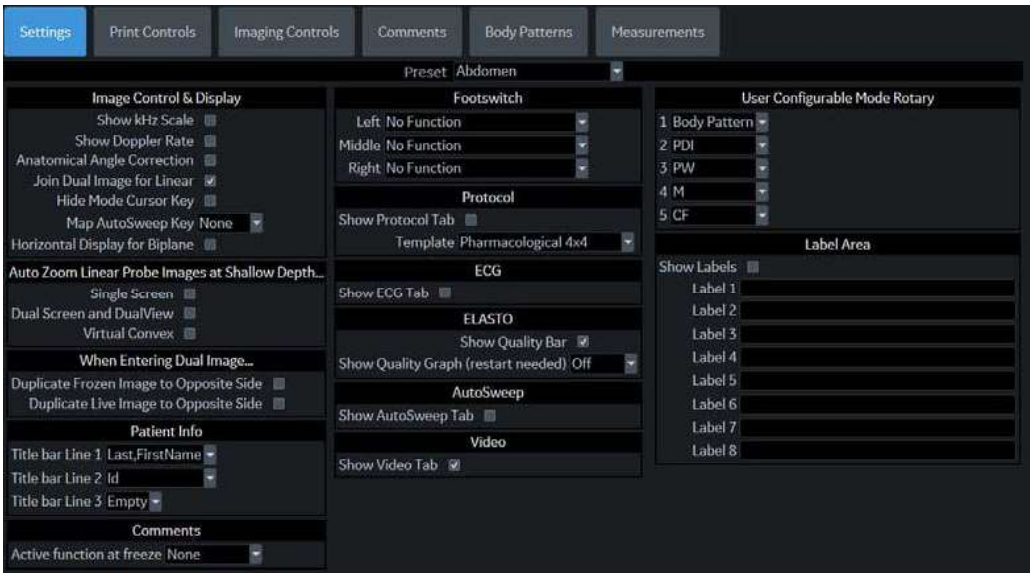 Settings
Print Controls
Imaging Controls
Comments
Body Patterns
Measurements
Preset Abdomen
Image Control & Display
Show kHz Scale
Show Doppler Rate
Anatomical Angle Correction
Join Dual Image for Linear
Hide Mode Cursor Key
Map AutoSweep Key None
Horizontal Display for Biplane
Auto Zoom Linear Probe Images at Shallow Depth...
Single Screen
Dual Screen and DualView
Virtual Convex
When Entering Dual Image...
Duplicate Frozen Image to Opposite Side
Duplicate Live Image to Opposite Side
Patient Info
Title bar Line 1 Last,FirstName
Title bar Line 2 Id
Title bar Line 3 Empty
Comments
Active function at freeze None
Footswitch
Left No Function
Middle No Function
Right No Function
Protocol
Show Protocol Tab
Template Pharmacological 4x4
ECG
Show ECG Tab
ELASTO
Show Quality Bar
Show Quality Graph (restart needed) Off
AutoSweep
Show AutoSweep Tab
Video
Show Video Tab
User Configurable Mode Rotary
1 Body Pattern
2 PDI
3 PW
4 M
5 CF
Label Area
Show Labels
Label 1
Label 2
Label 3
Label 4
Label 5
Label 6
Label 7
Label 8